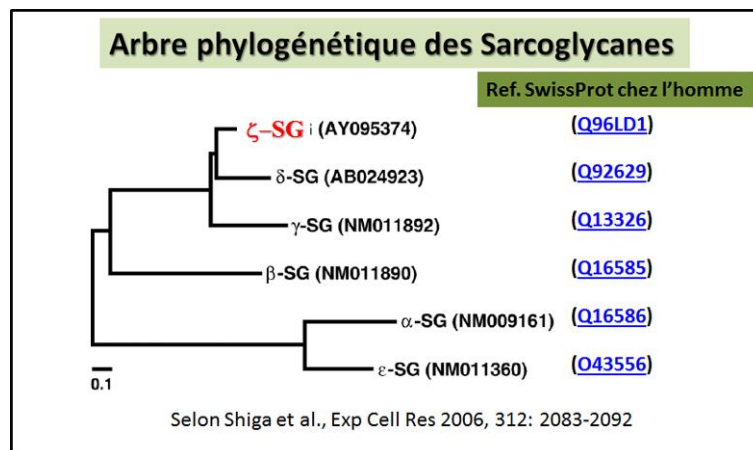 Arbre phylogénétique des Sarcoglycanes
Ref. SwissProt chez l'homme
ζ–SG i (AY095374) (Q96LD1)
δ-SG (AB024923) (Q92629)
γ-SG (NM011892) (Q13326)
β-SG (NM011890) (Q16585)
α-SG (NM009161) (Q16586)
ε-SG (NM011360) (O43556)
0.1
Selon Shiga et al., Exp Cell Res 2006, 312: 2083-2092